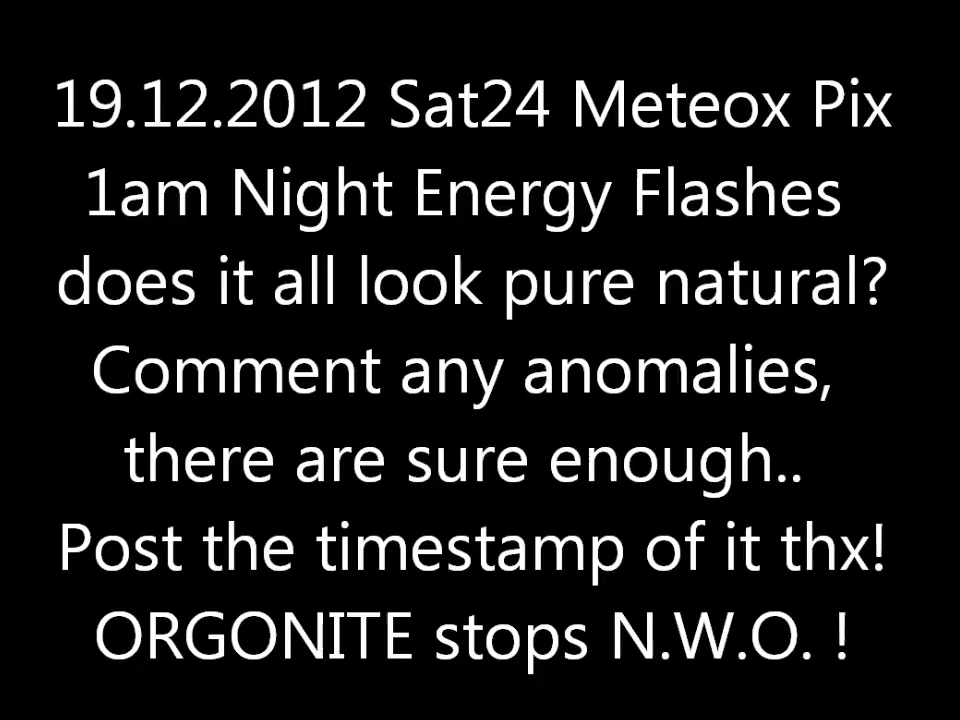 19.12.2012 Sat24 Meteox Pix
1am Night Energy Flashes
does it all look pure natural?
Comment any anomalies,
there are sure enough..
Post the timestamp of it thx!
ORGONITE stops N.W.O. !